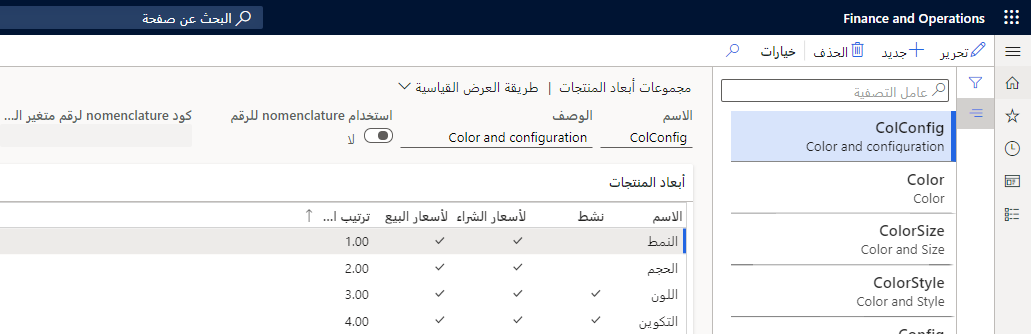 Finance and Operations
البحث عن صفحة
تحرير
جديد
الحذف
خيارات
عامل التصفية
ColConfig
Color and configuration
Color
Color
ColorSize
Color and Size
ColorStyle
Color and Style
Config
مجموعات أبعاد المنتجات | طريقة العرض القياسية
الاسم
ColConfig
الوصف
Color and configuration
استخدام nomenclature للرقم
لا
كود nomenclature لرقم متغير الـ...
أبعاد المنتجات
الاسم نشط لأسعار الشراء لأسعار البيع ترتيب ا... ↑
النمط ✓ ✓ 1.00
الحجم ✓ ✓ 2.00
اللون ✓ ✓ ✓ 3.00
التكوين ✓ ✓ ✓ 4.00